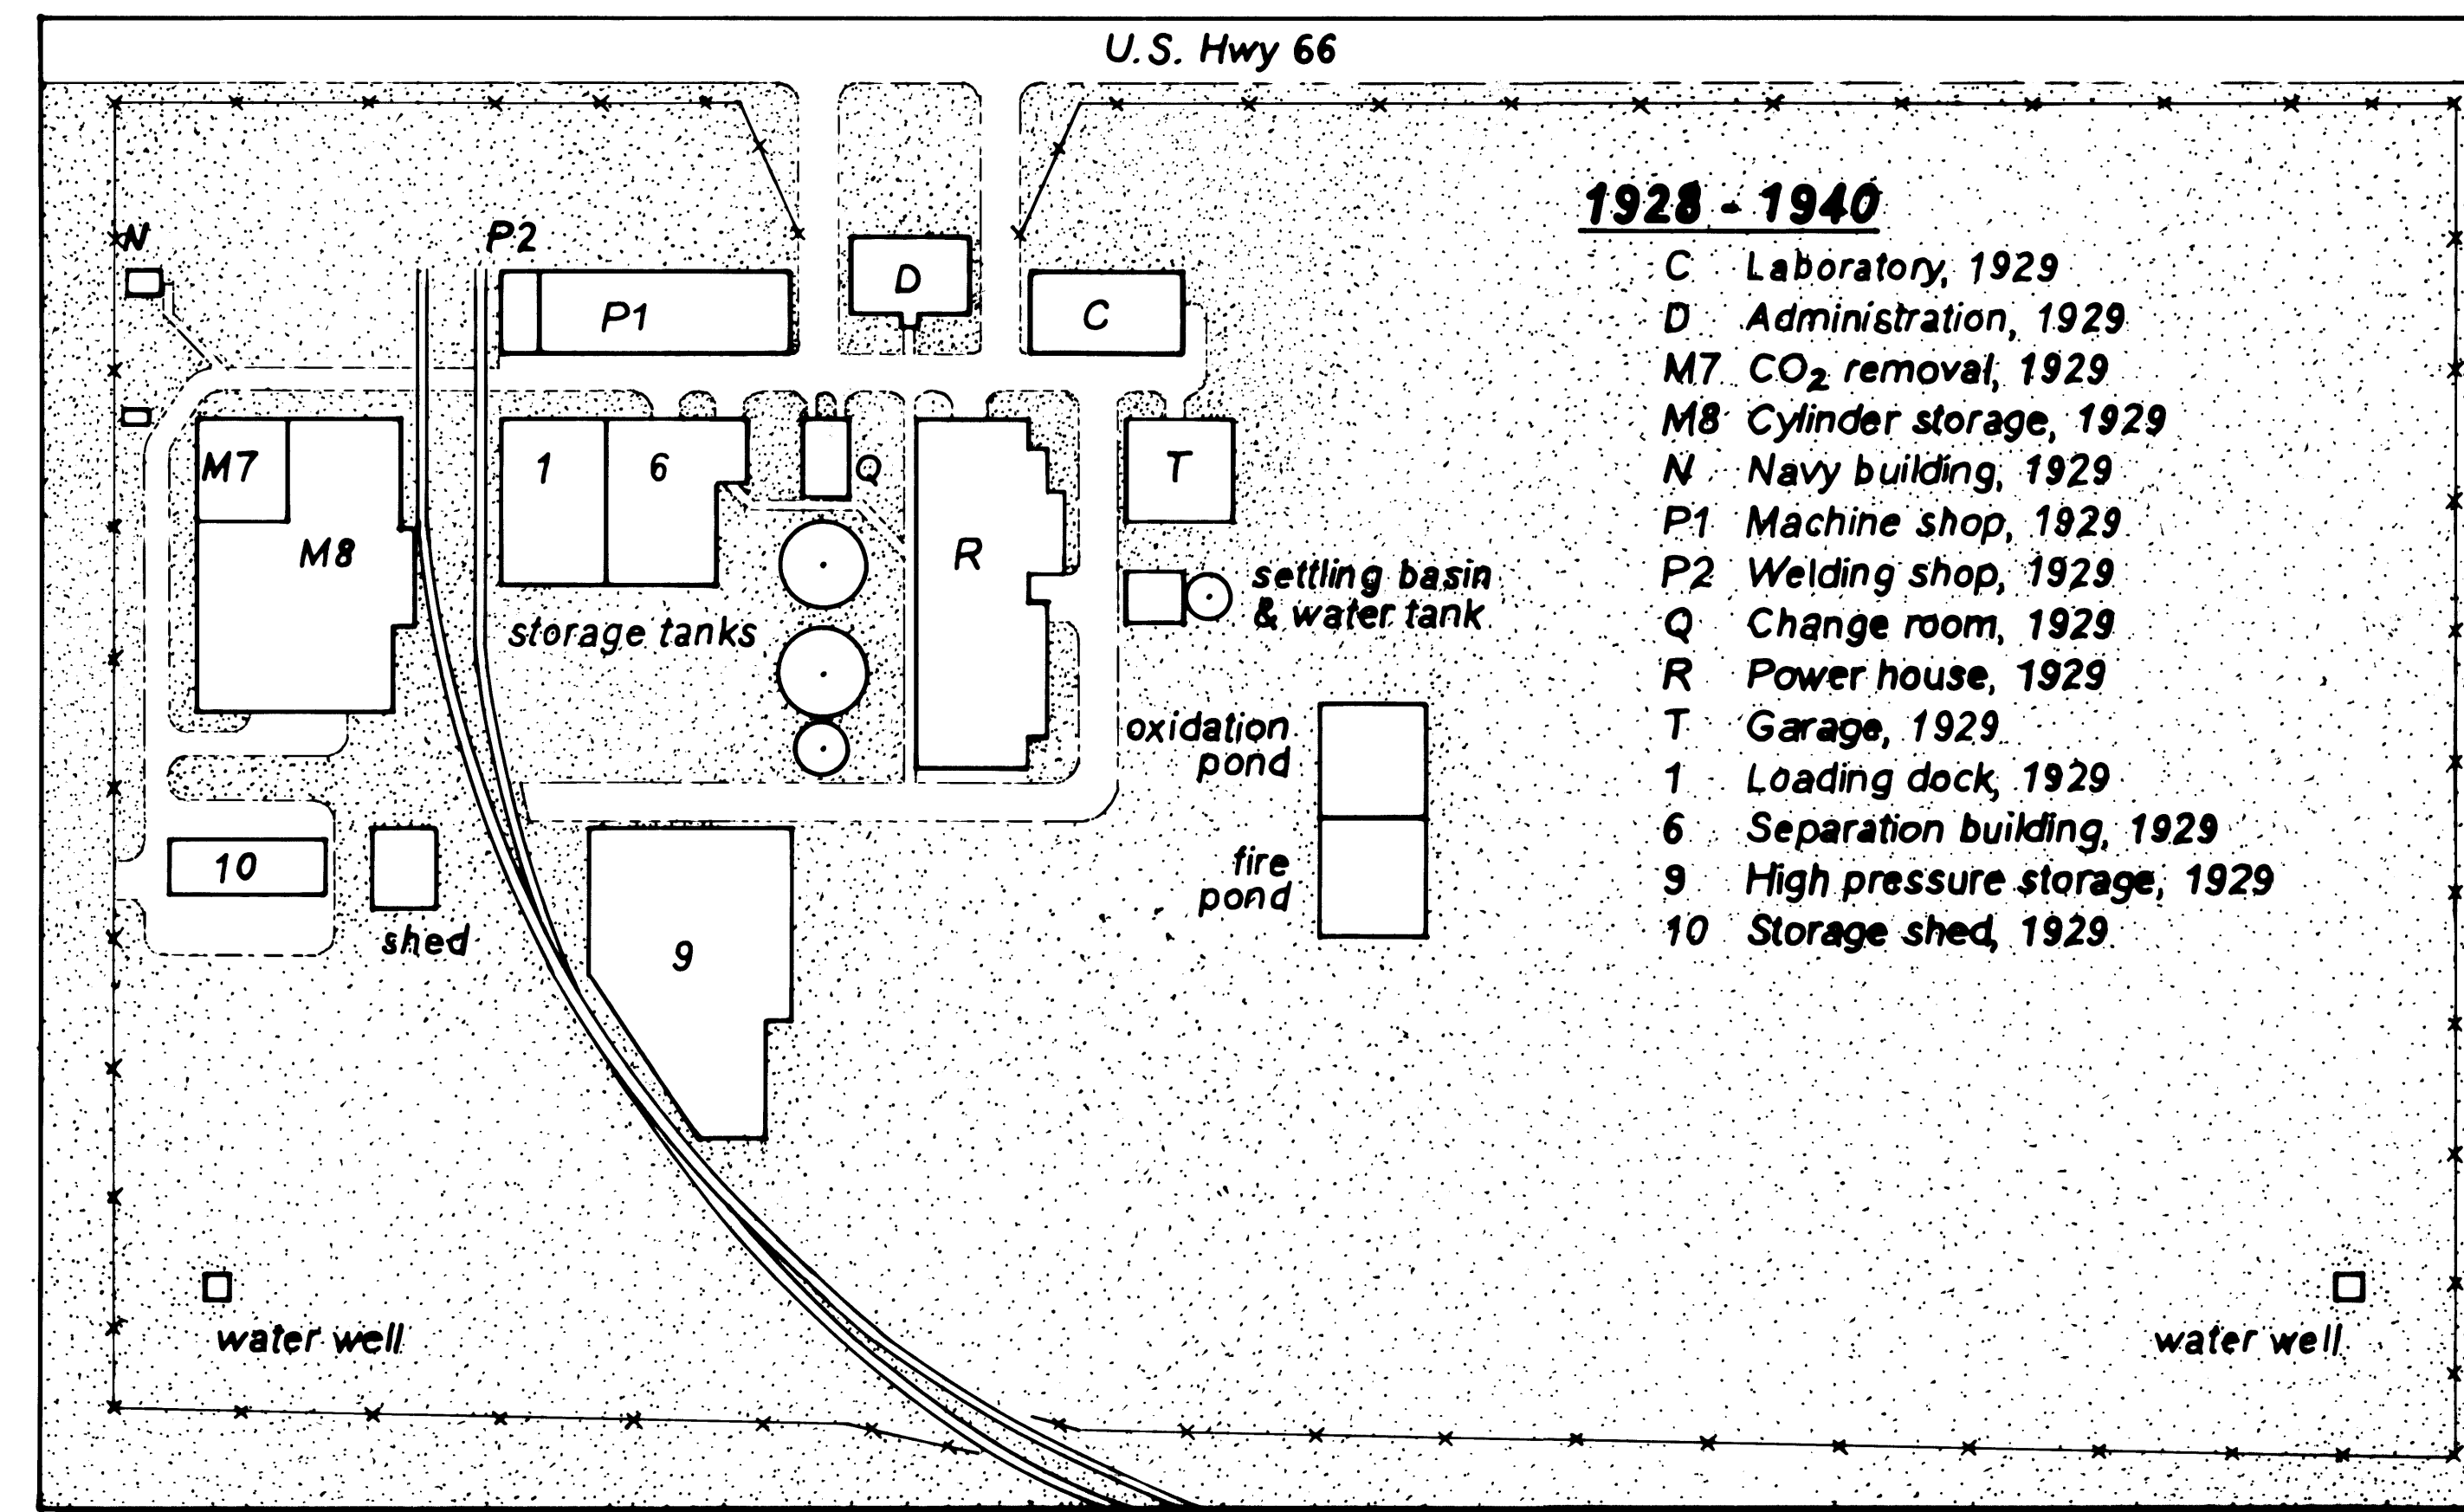 U.S. Hwy 66
1928 - 1940
C Laboratory, 1929
D Administration, 1929
M7 CO₂ removal, 1929
M8 Cylinder storage, 1929
N Navy building, 1929
P1 Machine shop, 1929
P2 Welding shop, 1929
Q Change room, 1929
R Power house, 1929
T Garage, 1929
1 Loading dock, 1929
6 Separation building, 1929
9 High pressure storage, 1929
10 Storage shed, 1929
N
P2
P1
D
C
M7
M8
1
6
Q
R
T
storage tanks
settling basin
& water tank
oxidation
pond
fire
pond
10
shed
9
water well
water well